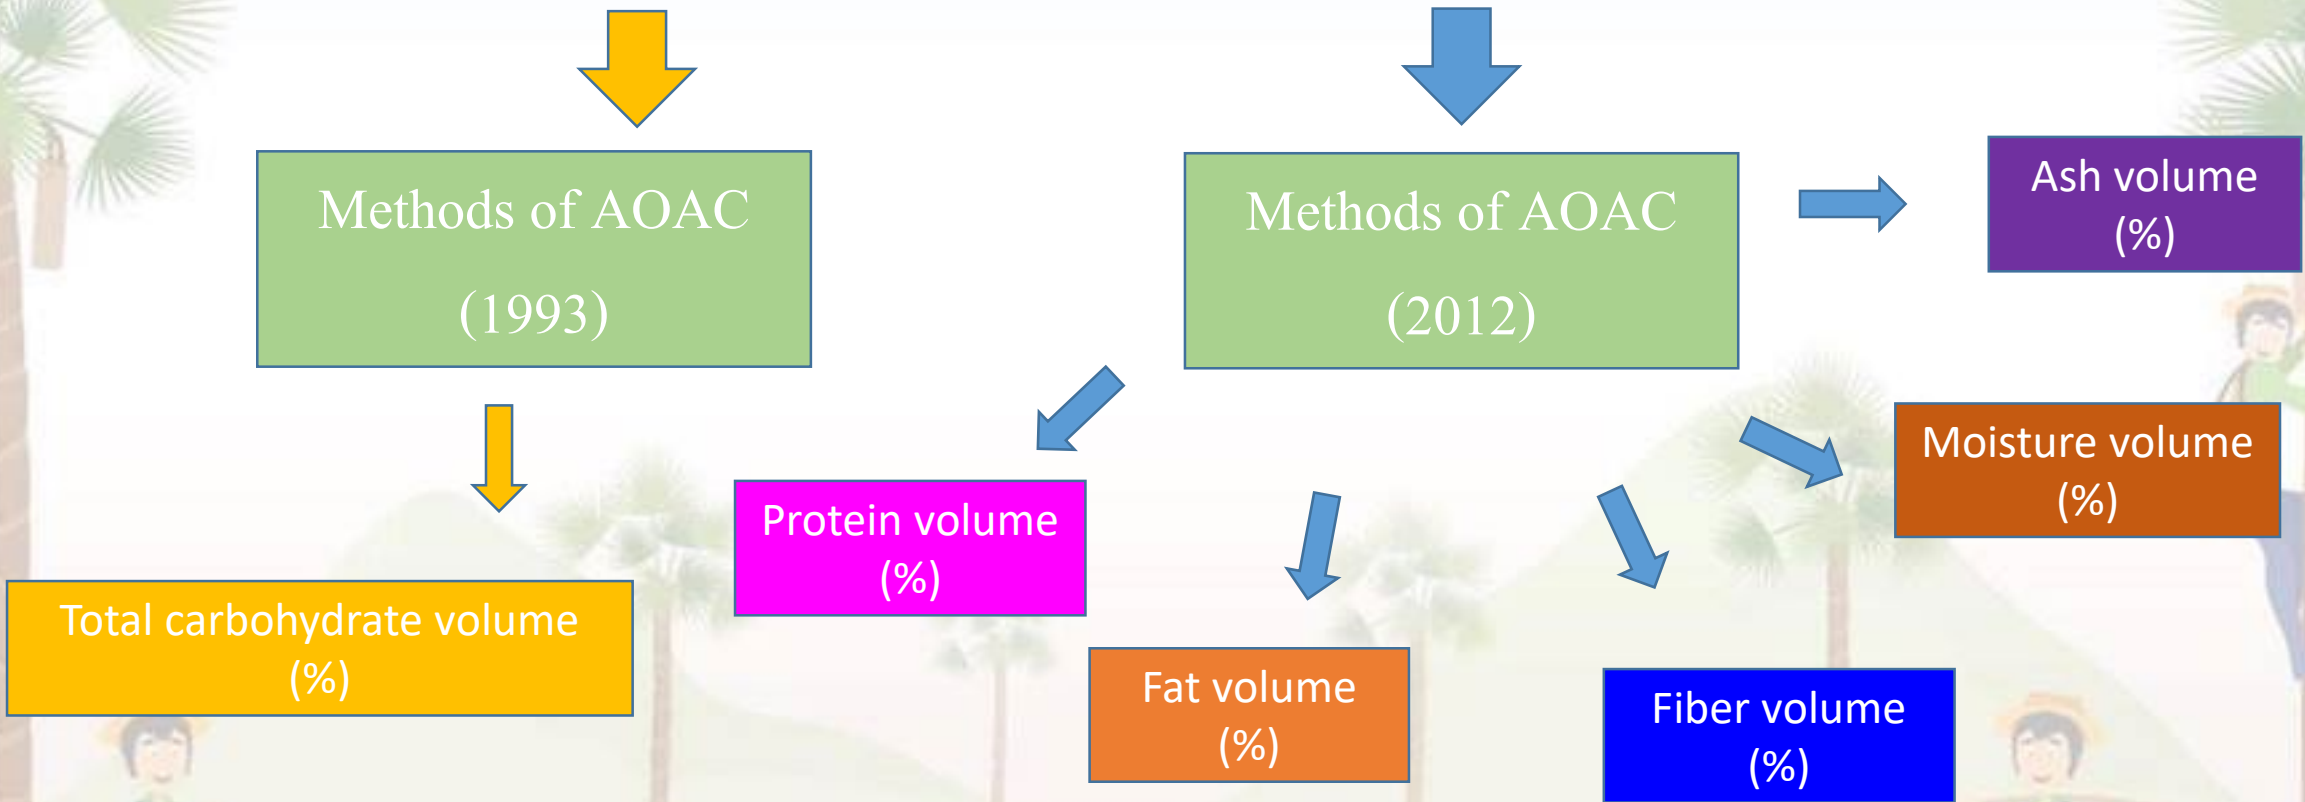 Methods of AOAC
(1993)
Methods of AOAC
(2012)
Ash volume
(%)
Moisture volume
(%)
Protein volume
(%)
Total carbohydrate volume
(%)
Fat volume
(%)
Fiber volume
(%)